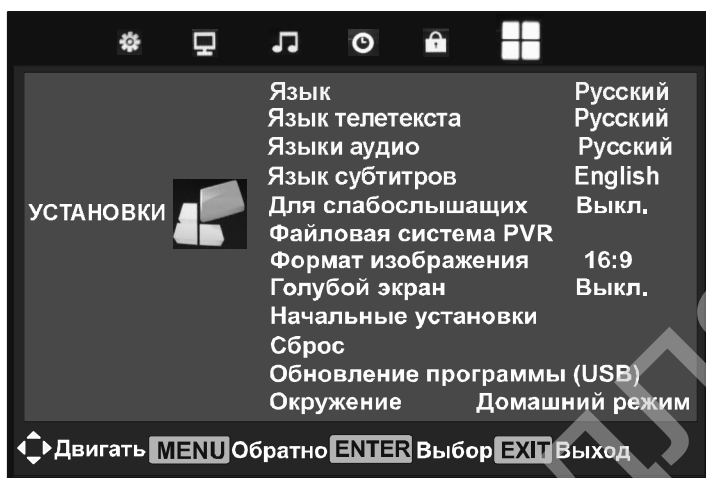 Язык Русский
Язык телетекста Русский
Языки аудио Русский
Язык субтитров English
УСТАНОВКИ
Для слабослышащих Выкл.
Файловая система PVR
Формат изображения 16:9
Голубой экран Выкл.
Начальные установки
Сброс
Обновление программы (USB)
Окружение Домашний режим
Двигать MENU Обратно ENTER Выбор EXIT Выход